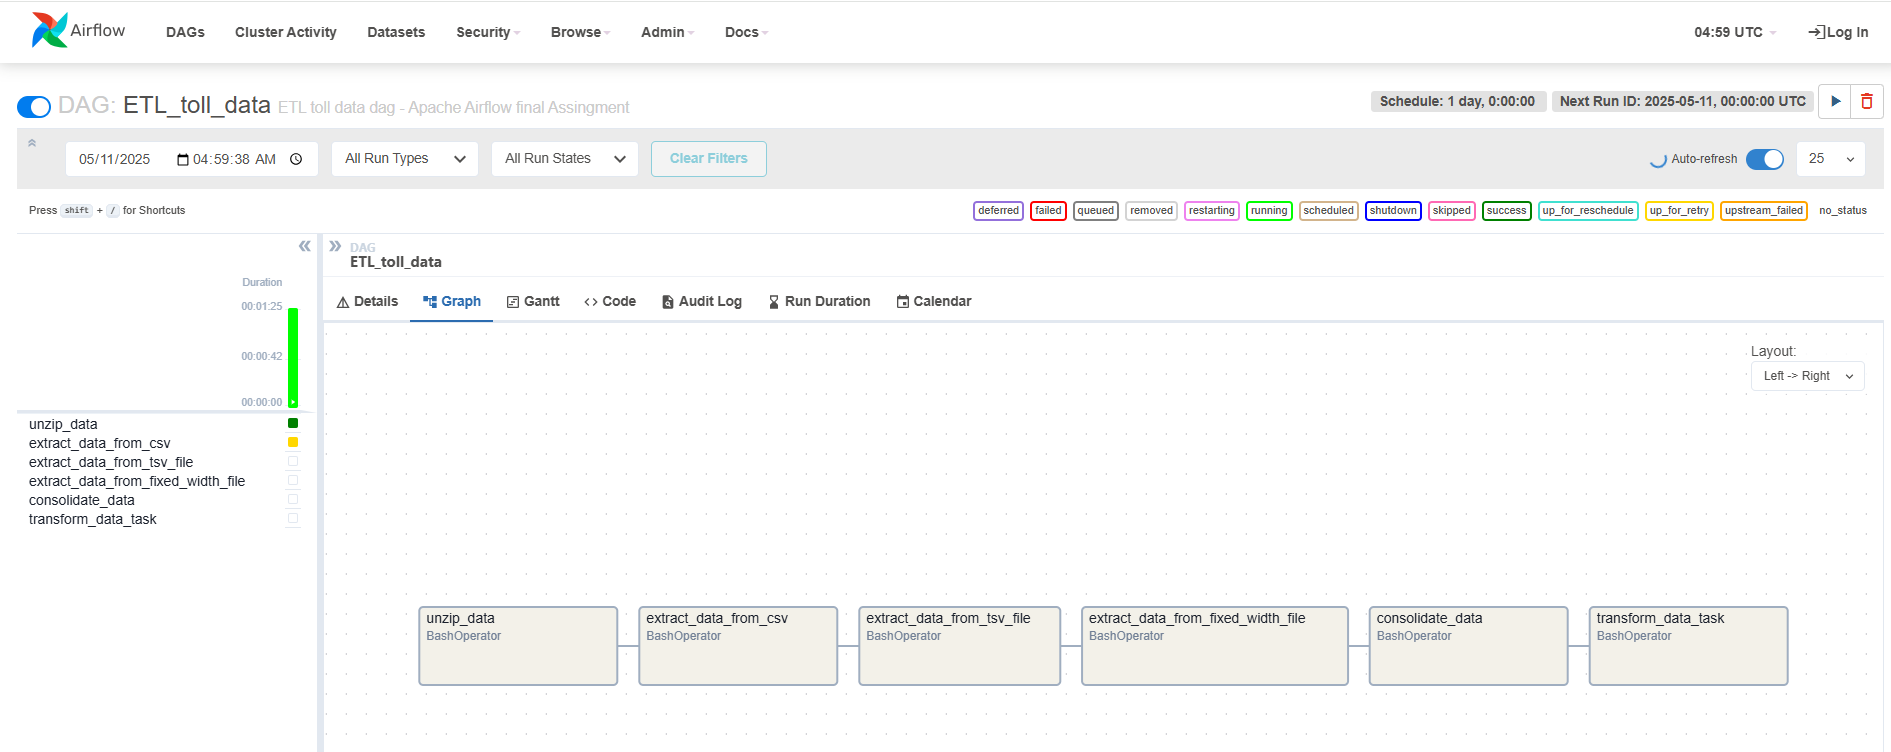 Airflow DAGs Cluster Activity Datasets Security Browse Admin Docs 04:59 UTC Log In
DAG: ETL_toll_data ETL toll data dag - Apache Airflow final Assingment Schedule: 1 day, 0:00:00 Next Run ID: 2025-05-11, 00:00:00 UTC
05/11/2025 04:59:38 AM All Run Types All Run States Clear Filters Auto-refresh 25
Press shift + / for Shortcuts deferred failed queued removed restarting running scheduled shutdown skipped success up_for_reschedule up_for_retry upstream_failed no_status
DAG
ETL_toll_data
Duration
00:01:25
00:00:42
00:00:00
unzip_data
extract_data_from_csv
extract_data_from_tsv_file
extract_data_from_fixed_width_file
consolidate_data
transform_data_task
Details Graph Gantt Code Audit Log Run Duration Calendar
Layout:
Left -> Right
unzip_data
BashOperator
extract_data_from_csv
BashOperator
extract_data_from_tsv_file
BashOperator
extract_data_from_fixed_width_file
BashOperator
consolidate_data
BashOperator
transform_data_task
BashOperator